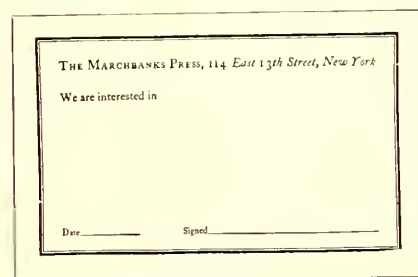 THE MARCHBANKS PRESS, 114 East 13th Street, New York
We are interested in
Date Signed